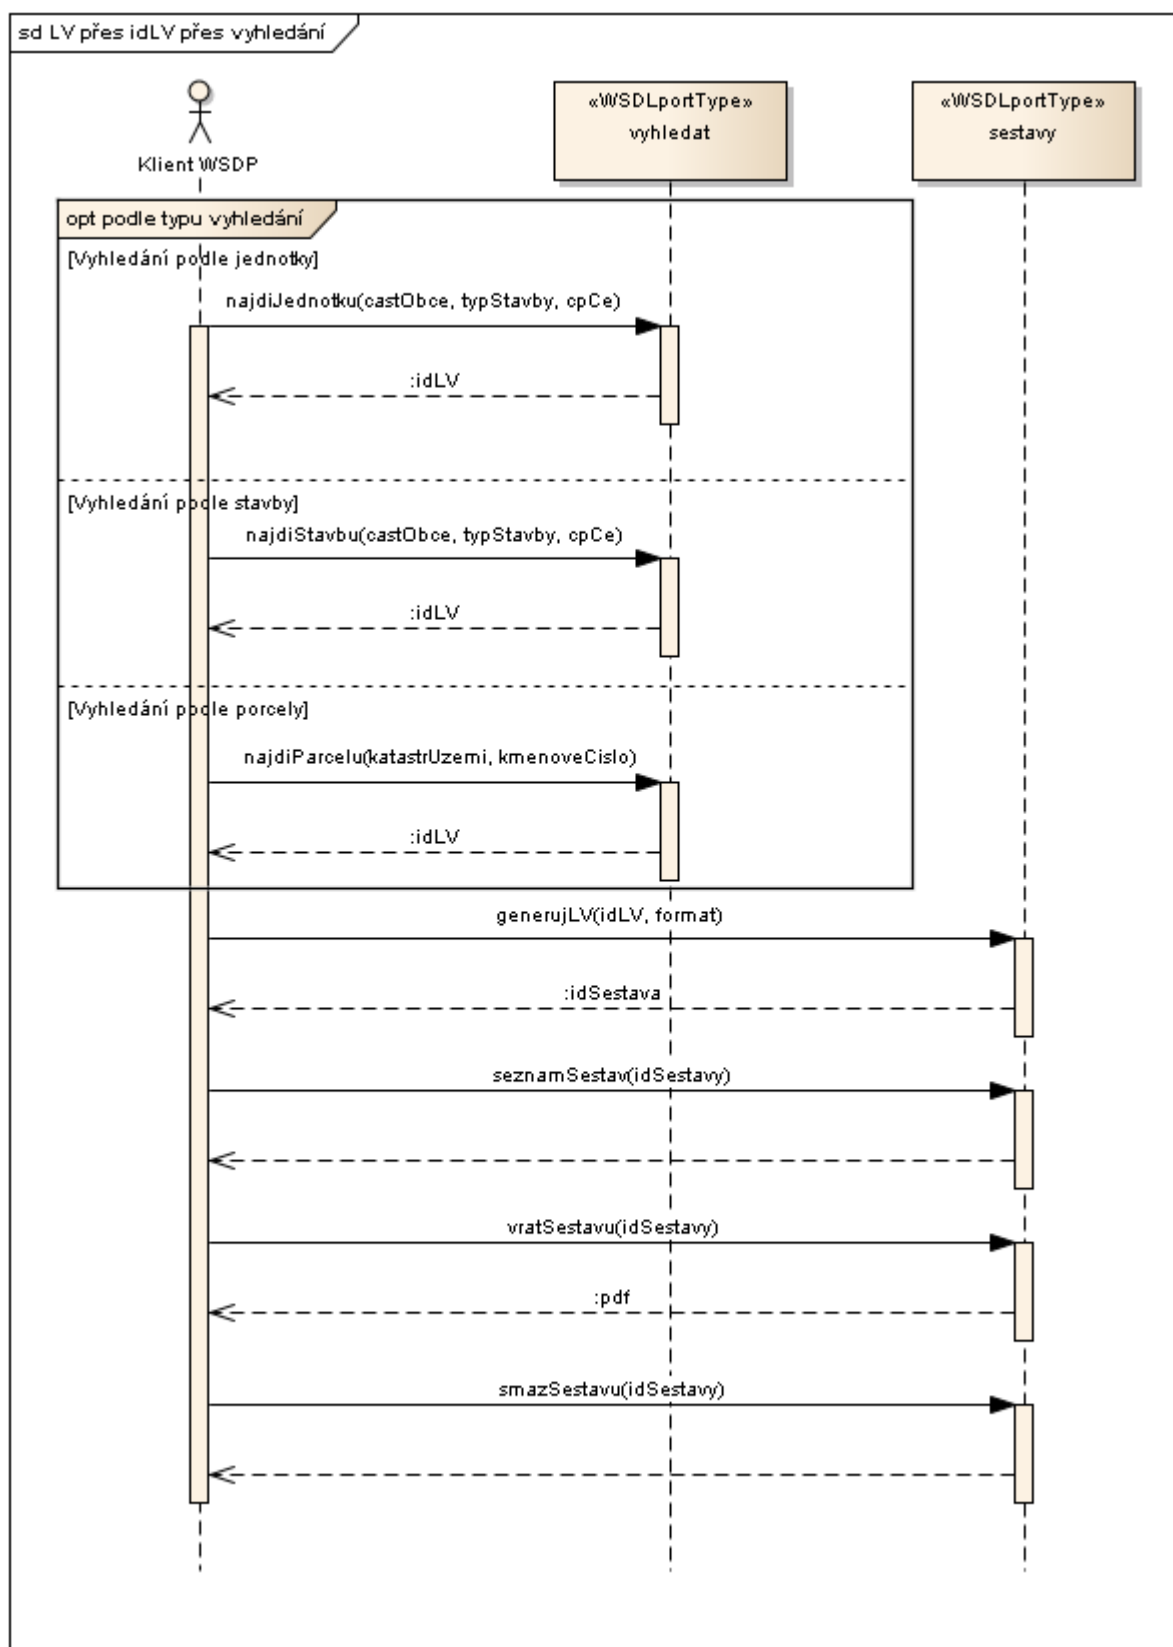 sd LV přes idLV přes vyhledání
«WSDLportType»
vyhledat
«WSDLportType»
sestavy
Klient WSDP
opt podle typu vyhledání
[Vyhledání podle jednotky]
najdiJednotku(castObce, typStavby, cpCe)
:idLV
[Vyhledání podle stavby]
najdiStavbu(castObce, typStavby, cpCe)
:idLV
[Vyhledání podle porcely]
najdiParcelu(katastrUzemi, kmenoveCislo)
:idLV
generujLV(idLV, format)
:idSestava
seznamSestav(idSestavy)
vratSestavu(idSestavy)
:pdf
smazSestavu(idSestavy)